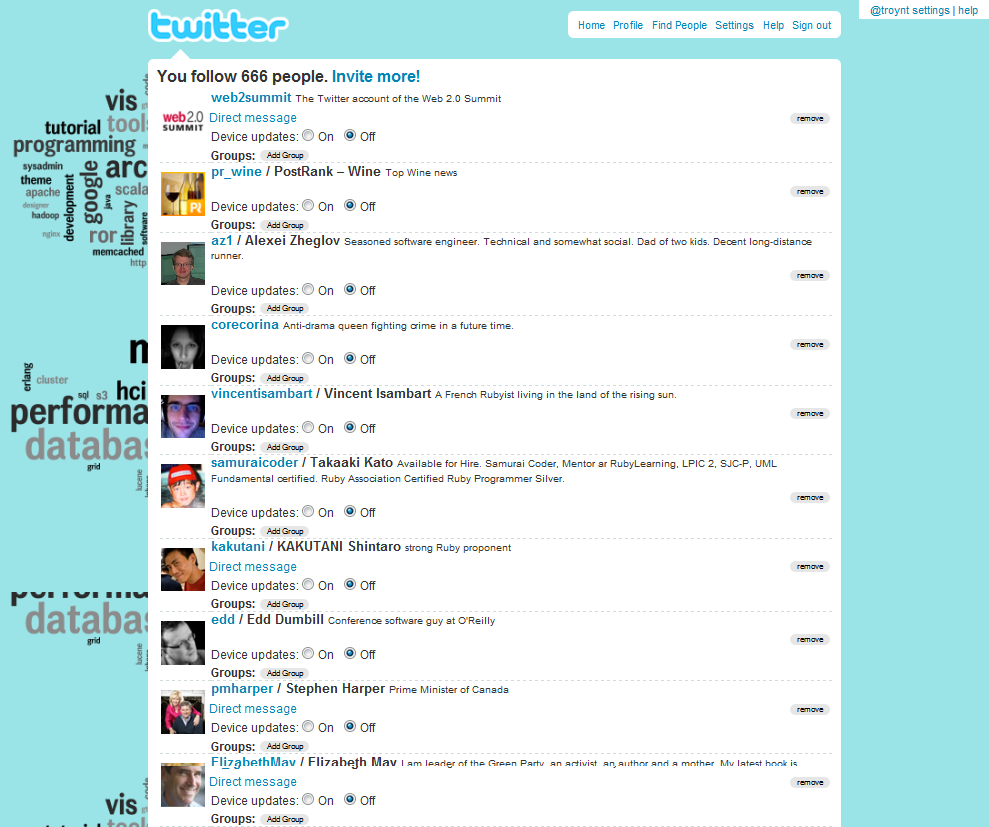 twitter
Home Profile Find People Settings Help Sign out
@troynt settings | help
You follow 666 people. Invite more!
web2summit The Twitter account of the Web 2.0 Summit
web2.0
SUMMIT
Direct message
remove
Device updates: On Off
Groups: Add Group
pr_wine / PostRank – Wine Top Wine news
remove
Device updates: On Off
Groups: Add Group
az1 / Alexei Zheglov Seasoned software engineer. Technical and somewhat social. Dad of two kids. Decent long-distance
runner.
remove
Device updates: On Off
Groups: Add Group
corecorina Anti-drama queen fighting crime in a future time.
remove
Device updates: On Off
Groups: Add Group
vincentisambart / Vincent Isambart A French Rubyist living in the land of the rising sun.
remove
Device updates: On Off
Groups: Add Group
samuraicoder / Takaaki Kato Available for Hire. Samurai Coder, Mentor ar RubyLearning, LPIC 2, SJC-P, UML
Fundamental certified. Ruby Association Certified Ruby Programmer Silver.
remove
Device updates: On Off
Groups: Add Group
kakutani / KAKUTANI Shintaro strong Ruby proponent
Direct message
remove
Device updates: On Off
Groups: Add Group
edd / Edd Dumbill Conference software guy at O'Reilly
remove
Device updates: On Off
Groups: Add Group
pmharper / Stephen Harper Prime Minister of Canada
Direct message
remove
Device updates: On Off
Groups: Add Group
ElizabethMay / Elizabeth May I am leader of the Green Party, an activist, an author and a mother. My latest book is
Direct message
remove
Device updates: On Off
Groups: Add Group
vis
tutorial tools
programming
sysadmin
theme
apache
designer
hadoop
nginx
development
google
java
arc
scala
library
software
ror
memcached
http
erlang
cluster
sql s3 hci
performa
databas
grid
lucene
databas
grid
lucene
vis